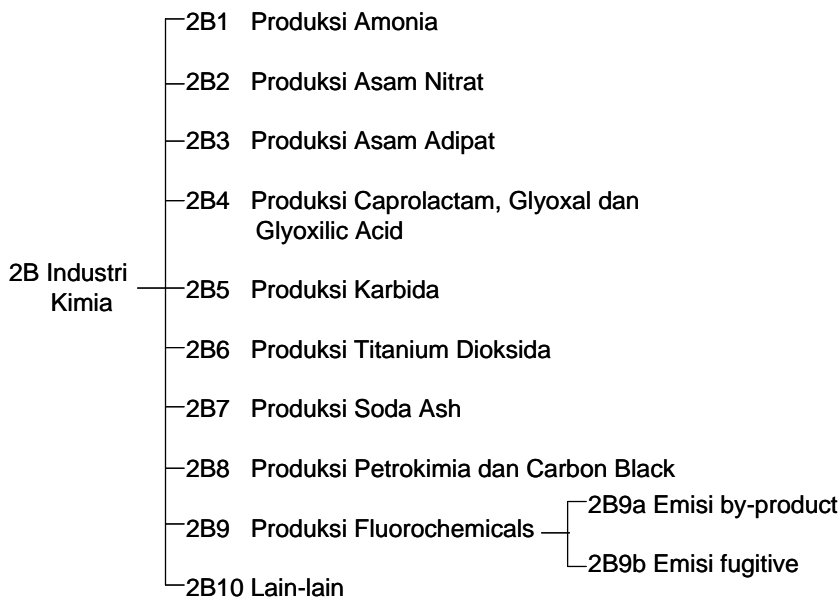 2B1 Produksi Amonia
2B2 Produksi Asam Nitrat
2B3 Produksi Asam Adipat
2B4 Produksi Caprolactam, Glyoxal dan
Glyoxilic Acid
2B Industri
Kimia
2B5 Produksi Karbida
2B6 Produksi Titanium Dioksida
2B7 Produksi Soda Ash
2B8 Produksi Petrokimia dan Carbon Black
2B9 Produksi Fluorochemicals
2B9a Emisi by-product
2B9b Emisi fugitive
2B10 Lain-lain